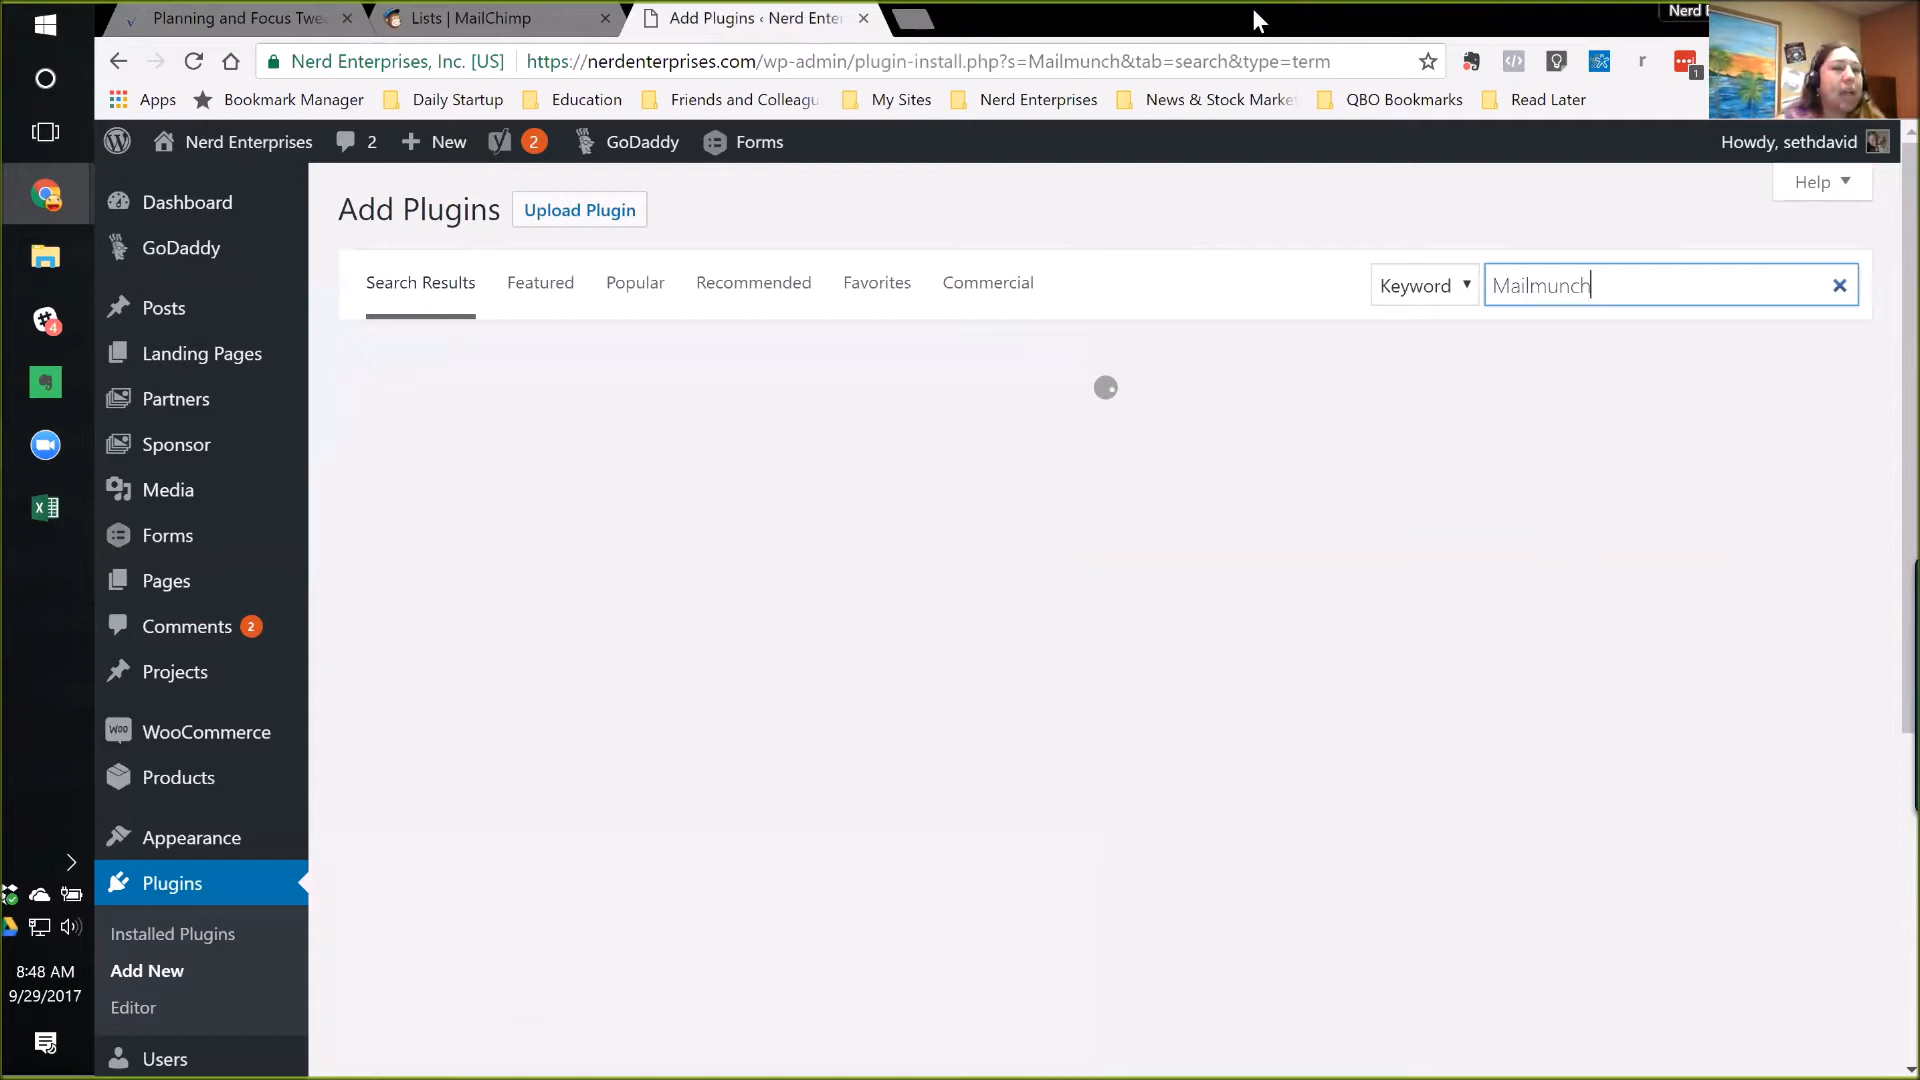 Planning and Focus Twe
Lists | MailChimp
Add Plugins ‹ Nerd Enter
Nerd E
Nerd Enterprises, Inc. [US]
https://nerdenterprises.com/wp-admin/plugin-install.php?s=Mailmunch&tab=search&type=term
r
1
Apps
Bookmark Manager
Daily Startup
Education
Friends and Colleagu
My Sites
Nerd Enterprises
News & Stock Market
QBO Bookmarks
Read Later
Nerd Enterprises
2
New
2
GoDaddy
Forms
Howdy, sethdavid
Help
Dashboard
GoDaddy
Posts
Landing Pages
Partners
Sponsor
Media
Forms
Pages
Comments 2
Projects
WOO
WooCommerce
Products
Appearance
Plugins
Installed Plugins
Add New
Editor
Users
Add Plugins
Upload Plugin
Search Results
Featured
Popular
Recommended
Favorites
Commercial
Keyword
Mailmunch
4
8:48 AM
9/29/2017